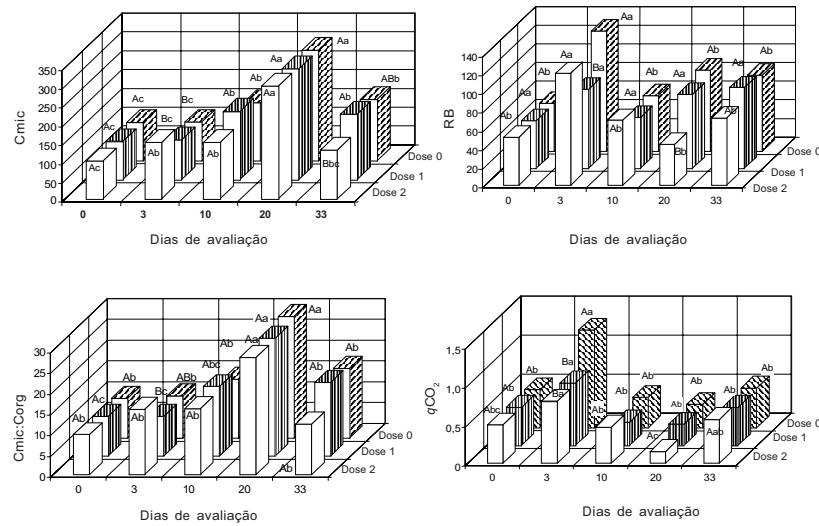 Cmic
350
300
250
200
150
100
50
0
Ac
Ac
Ac
Bc
Bc
Ab
Ab
Ab
Ab
Aa
Aa
Aa
ABb
Ab
Bbc
Dose 0
Dose 1
Dose 2
0 3 10 20 33
Dias de avaliação
RB
140
120
100
80
60
40
20
0
Ab
Aa
Ab
Aa
Ba
Aa
Ab
Aa
Ab
Bb
Aa
Ab
Ab
Aa
Ab
Dose 0
Dose 1
Dose 2
0 3 10 20 33
Dias de avaliação
Cmic:Corg
30
25
20
15
10
5
0
Ab
Ac
Ab
Ab
Bc
ABb
Ab
Abc
Ab
Aa
Aa
Aa
Ab
Ab
Ab
Dose 0
Dose 1
Dose 2
0 3 10 20 33
Dias de avaliação
qCO2
1,5
1,0
0,5
0
Abc
Ab
Ab
Ba
Ba
Aa
Ab
Ab
Ab
Ac
Ab
Ab
Aab
Ab
Ab
Dose 0
Dose 1
Dose 2
0 3 10 20 33
Dias de avaliação